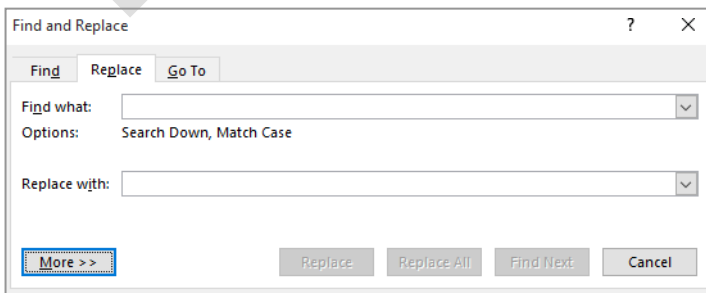 Find and Replace ? X
Find Replace Go To
Find what:
Options: Search Down, Match Case
Replace with:
More >> Replace Replace All Find Next Cancel